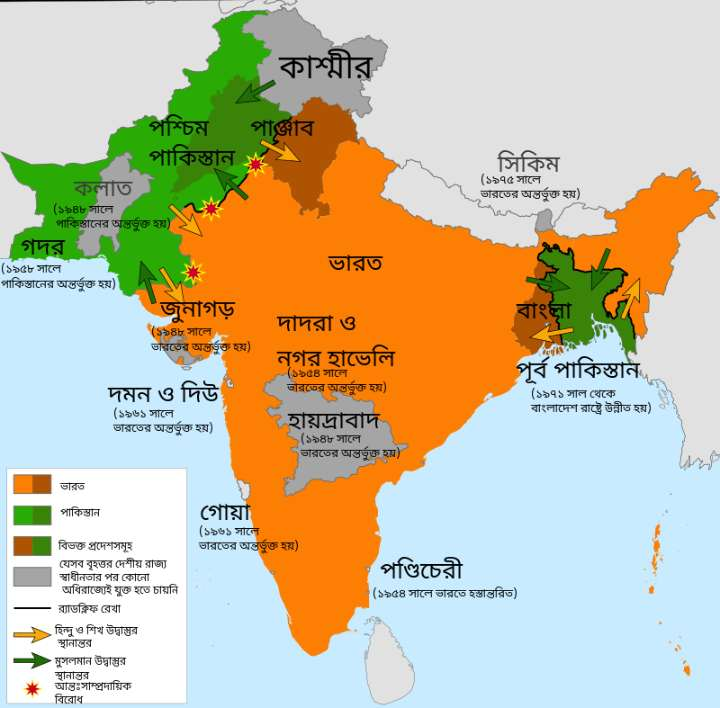 কাশ্মীর
পশ্চিম
পাকিস্তান
পাঞ্জাব
সিকিম
(১৯৭৫ সালে
ভারতের অন্তর্ভুক্ত হয়)
কলাত
(১৯৪৮ সালে
পাকিস্তানের অন্তর্ভুক্ত হয়)
গদর
(১৯৫৮ সালে
পাকিস্তানের অন্তর্ভুক্ত হয়)
ভারত
জুনাগড়
(১৯৪৮ সালে
ভারতের অন্তর্ভুক্ত হয়)
দাদরা ও
নগর হাভেলি
(১৯৫৪ সালে
ভারতের অন্তর্ভুক্ত হয়)
বাংলা
পূর্ব পাকিস্তান
(১৯৭১ সাল থেকে
বাংলাদেশ রাষ্ট্রে উন্নীত হয়)
দমন ও দিউ
(১৯৬১ সালে
ভারতের অন্তর্ভুক্ত হয়)
হায়দ্রাবাদ
(১৯৪৮ সালে
ভারতের অন্তর্ভুক্ত হয়)
গোয়া
(১৯৬১ সালে
ভারতের অন্তর্ভুক্ত হয়)
পণ্ডিচেরী
(১৯৫৪ সালে ভারতে হস্তান্তরিত)
ভারত
পাকিস্তান
বিভক্ত প্রদেশসমূহ
যেসব বৃহত্তর দেশীয় রাজ্য
স্বাধীনতার পর কোনো
অধিরাজ্যেই যুক্ত হতে চায়নি
র‍্যাডক্লিফ রেখা
হিন্দু ও শিখ উদ্বাস্তুর
স্থানান্তর
মুসলমান উদ্বাস্তুর
স্থানান্তর
আন্তঃসাম্প্রদায়িক
বিরোধ